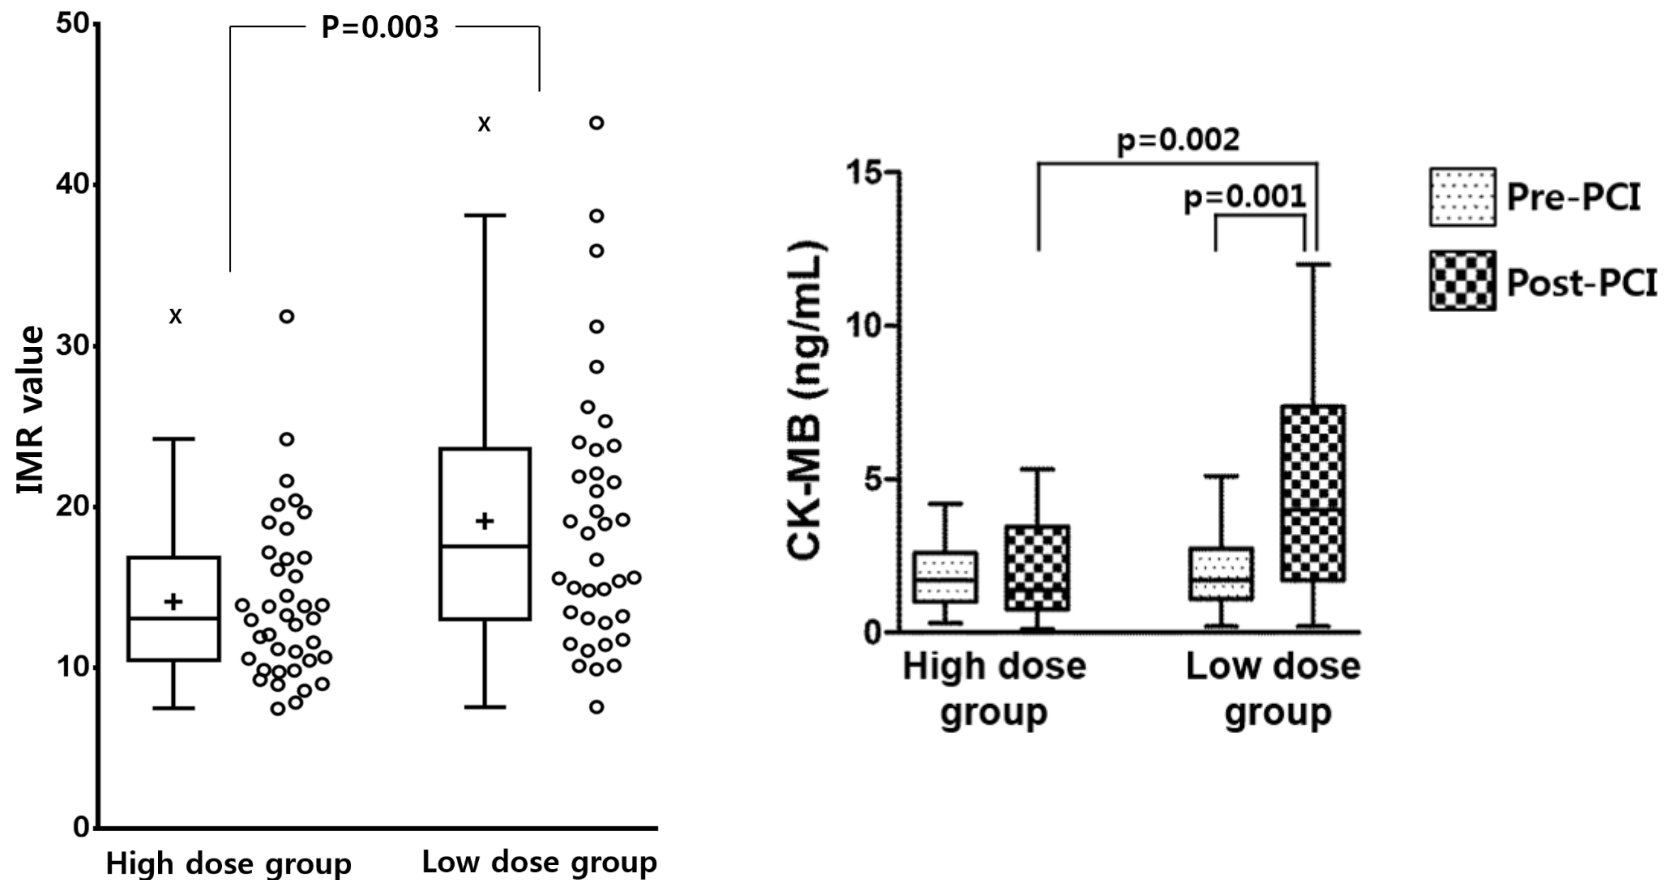 P=0.003
50
40
30
20
10
0
IMR value
x
x
+
+
High dose group
Low dose group
p=0.002
p=0.001
15
10
5
0
CK-MB (ng/mL)
High dose
group
Low dose
group
Pre-PCI
Post-PCI